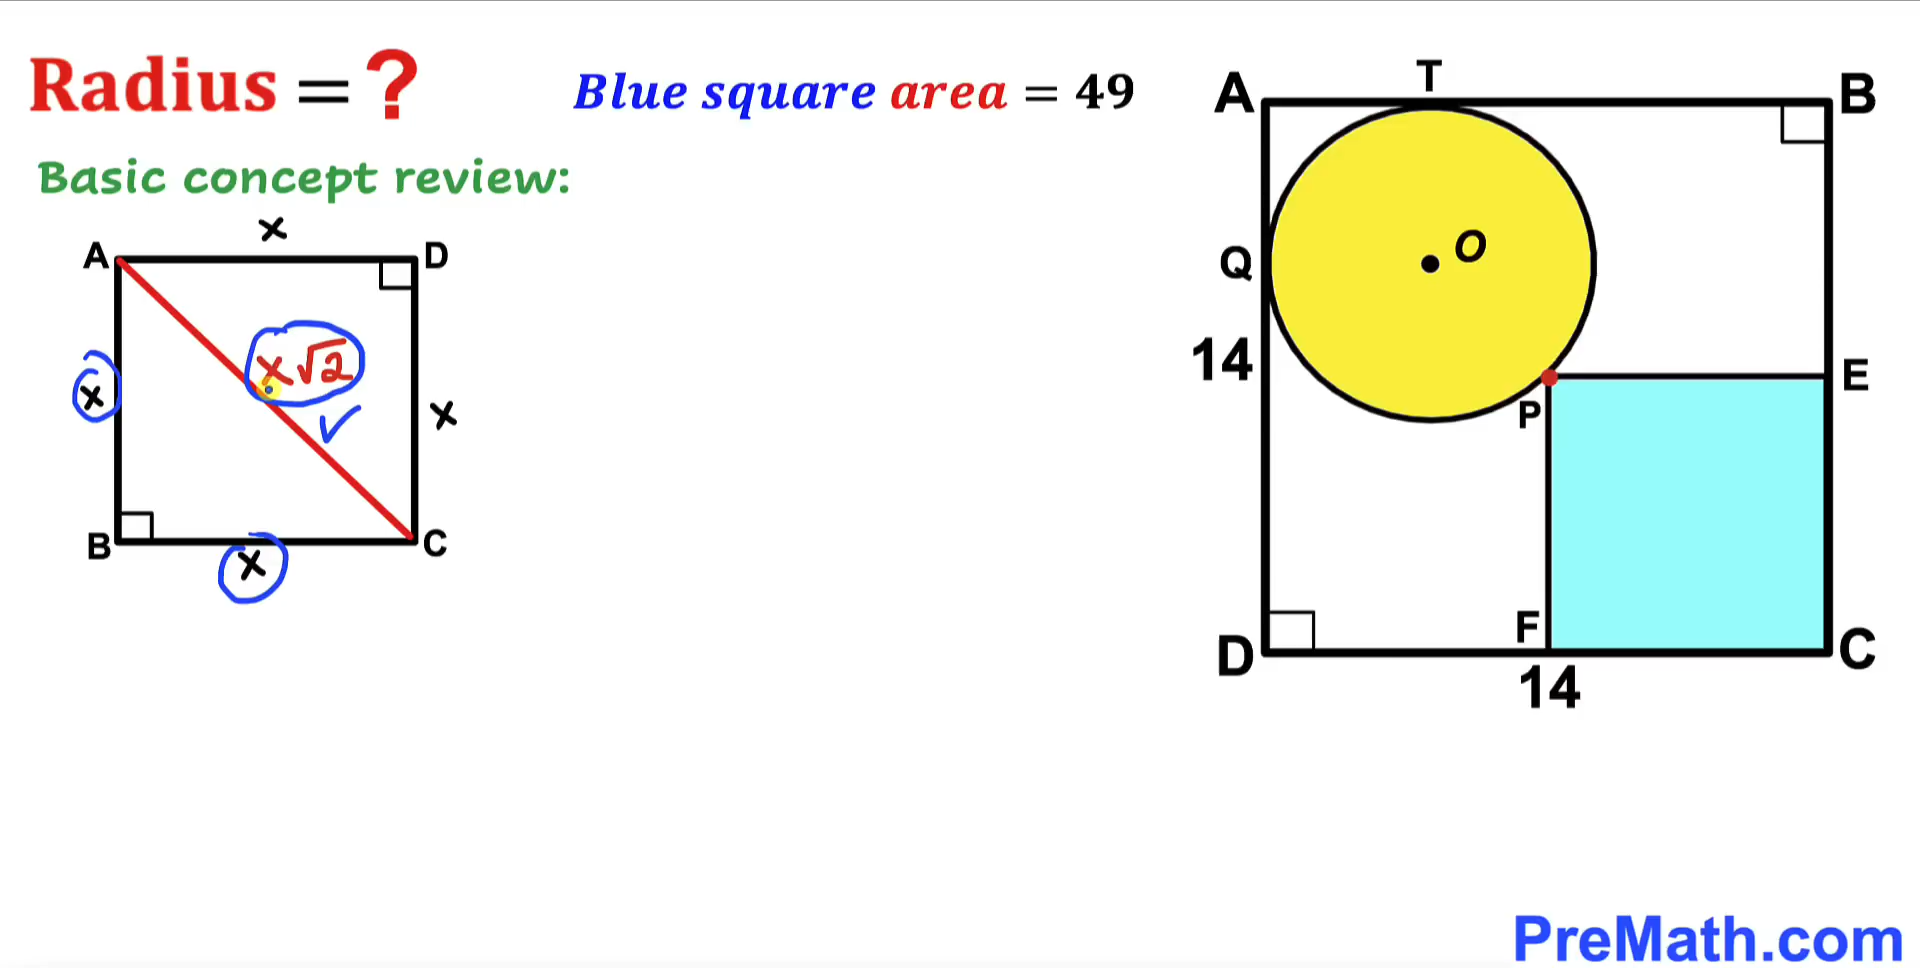 Radius = ?
Blue square area = 49
Basic concept review:
x
A
D
x√2
x
x
B
C
x
T
A
B
O
Q
14
E
P
F
D
C
14
PreMath.com